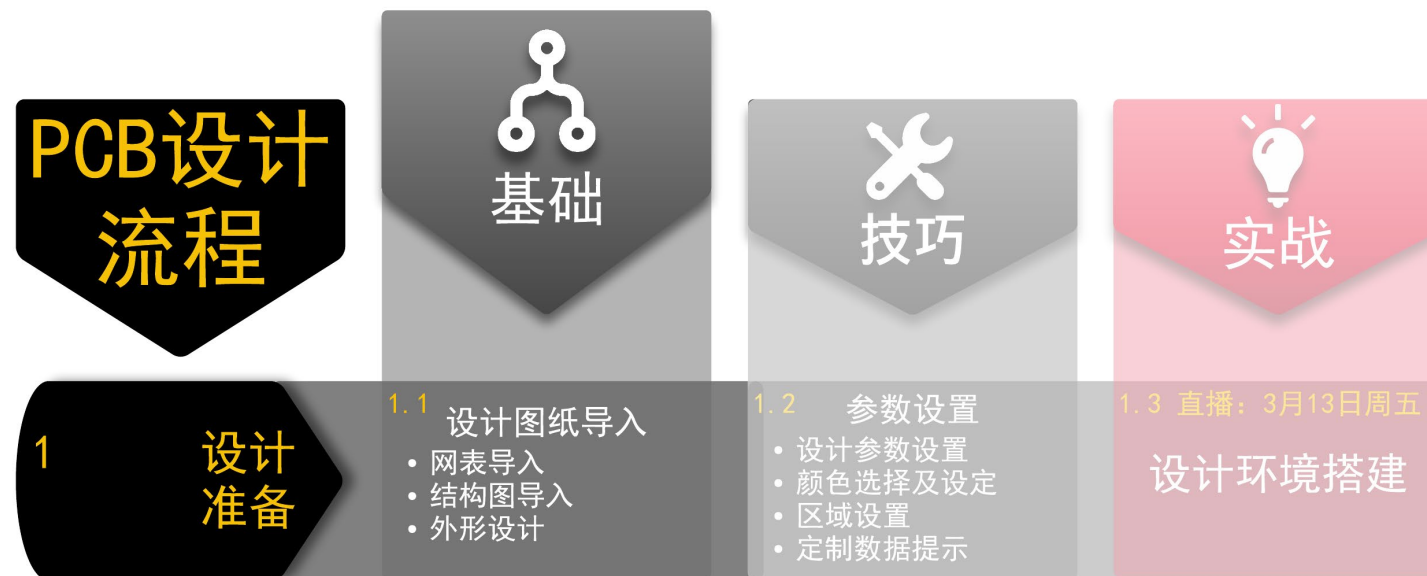 PCB设计
流程
基础
技巧
实战
1 设计
准备
1.1 设计图纸导入
• 网表导入
• 结构图导入
• 外形设计
1.2 参数设置
• 设计参数设置
• 颜色选择及设定
• 区域设置
• 定制数据提示
1.3 直播：3月13日周五
设计环境搭建